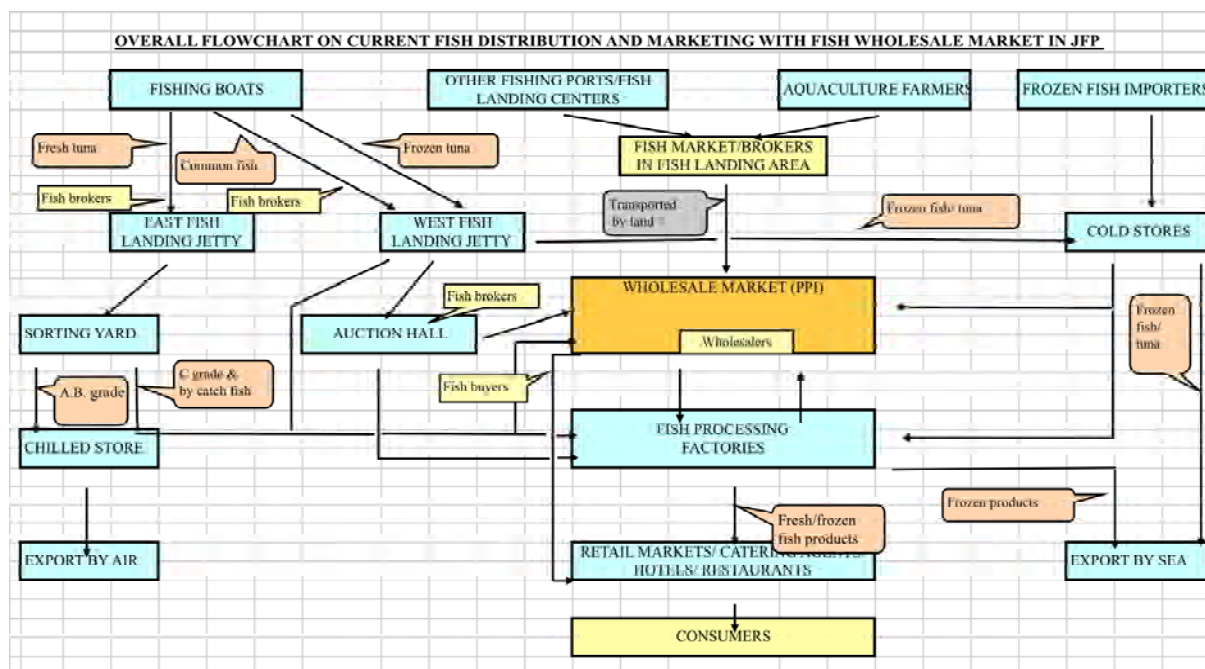 OVERALL FLOWCHART ON CURRENT FISH DISTRIBUTION AND MARKETING WITH FISH WHOLESALE MARKET IN JFP
FISHING BOATS
OTHER FISHING PORTS/FISH
LANDING CENTERS
AQUACULTURE FARMERS
FROZEN FISH IMPORTERS
Fresh tuna
Common fish
Frozen tuna
FISH MARKET/BROKERS
IN FISH LANDING AREA
Fish brokers
Fish brokers
Transported
by land
Frozen fish/ tuna
EAST FISH
LANDING JETTY
WEST FISH
LANDING JETTY
COLD STORES
WHOLESALE MARKET (PPI)
Fish brokers
Wholesalers
SORTING YARD
AUCTION HALL
Frozen
fish/
tuna
A.B. grade
C grade &
by catch fish
Fish buyers
CHILLED STORE
FISH PROCESSING
FACTORIES
Frozen products
Fresh/frozen
fish products
EXPORT BY AIR
RETAIL MARKETS/ CATERING AGENTS
HOTELS/ RESTAURANTS
EXPORT BY SEA
CONSUMERS